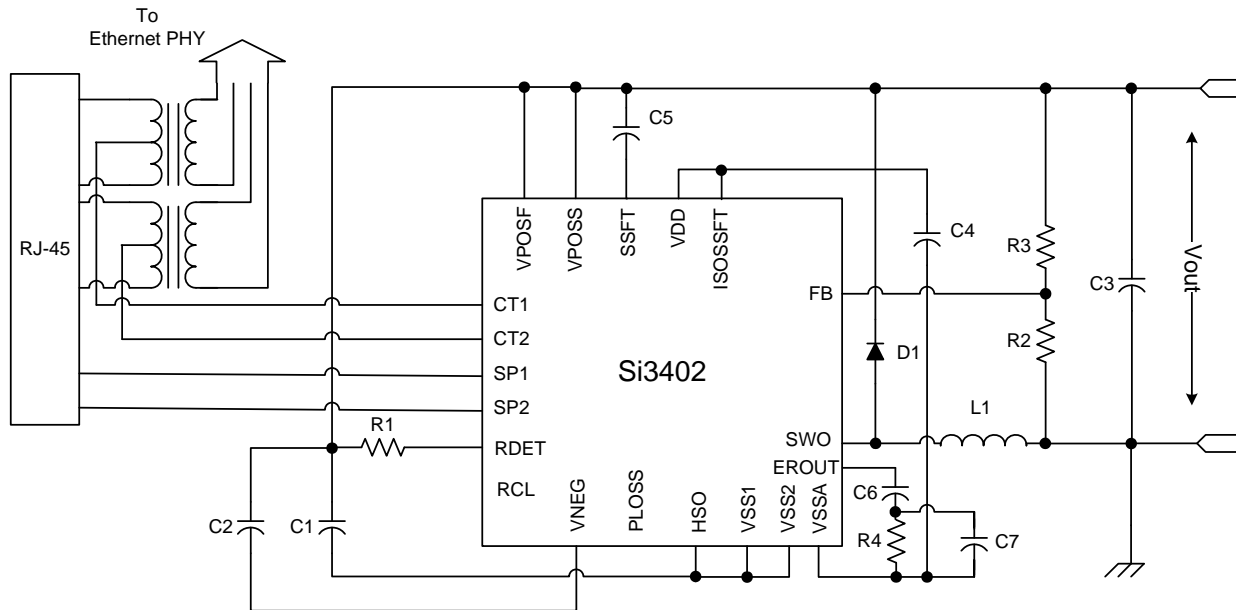 To
Ethernet PHY
RJ-45
C5
VPOSF
VPOSS
SSFT
VDD
ISOSSFT
C4
R3
C3
Vout
CT1
CT2
SP1
SP2
RDET
RCL
R1
FB
R2
D1
Si3402
L1
SWO
EROUT
VNEG
PLOSS
HSO
VSS1
VSS2
VSSA
C2
C1
C6
R4
C7